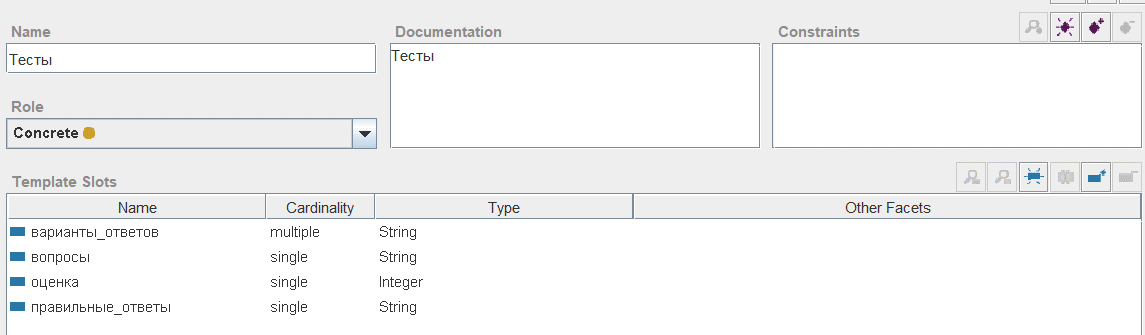 Name
Documentation
Constraints
Тесты
Тесты
Role
Concrete
Template Slots
Name Cardinality Type Other Facets
варианты_ответов multiple String
вопросы single String
оценка single Integer
правильные_ответы single String